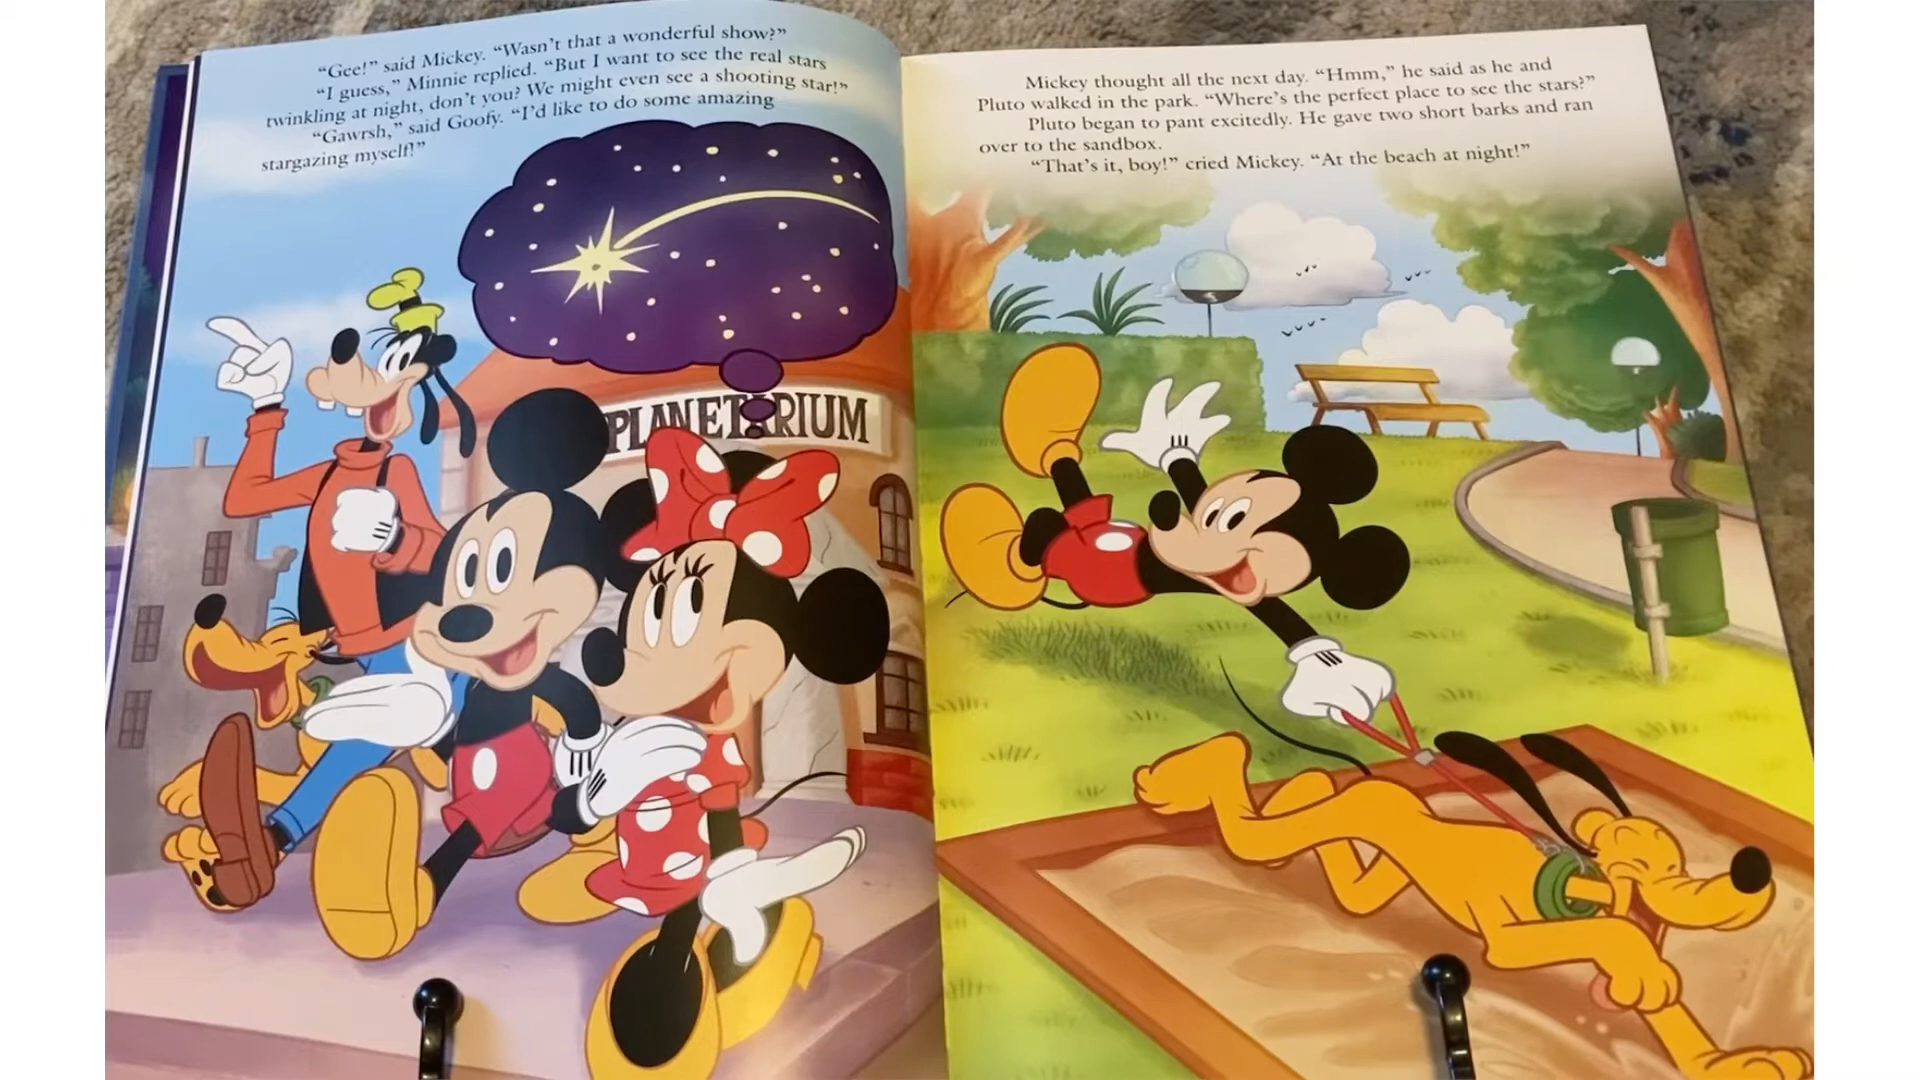 "Gee!" said Mickey. "Wasn't that a wonderful show?"
"I guess," Minnie replied. "But I want to see the real stars
twinkling at night, don't you? We might even see a shooting star!"
"Gawrsh," said Goofy. "I'd like to do some amazing
stargazing myself!"
PLANETARIUM
Mickey thought all the next day. "Hmm," he said as he and
Pluto walked in the park. "Where's the perfect place to see the stars?"
Pluto began to pant excitedly. He gave two short barks and ran
over to the sandbox.
"That's it, boy!" cried Mickey. "At the beach at night!"